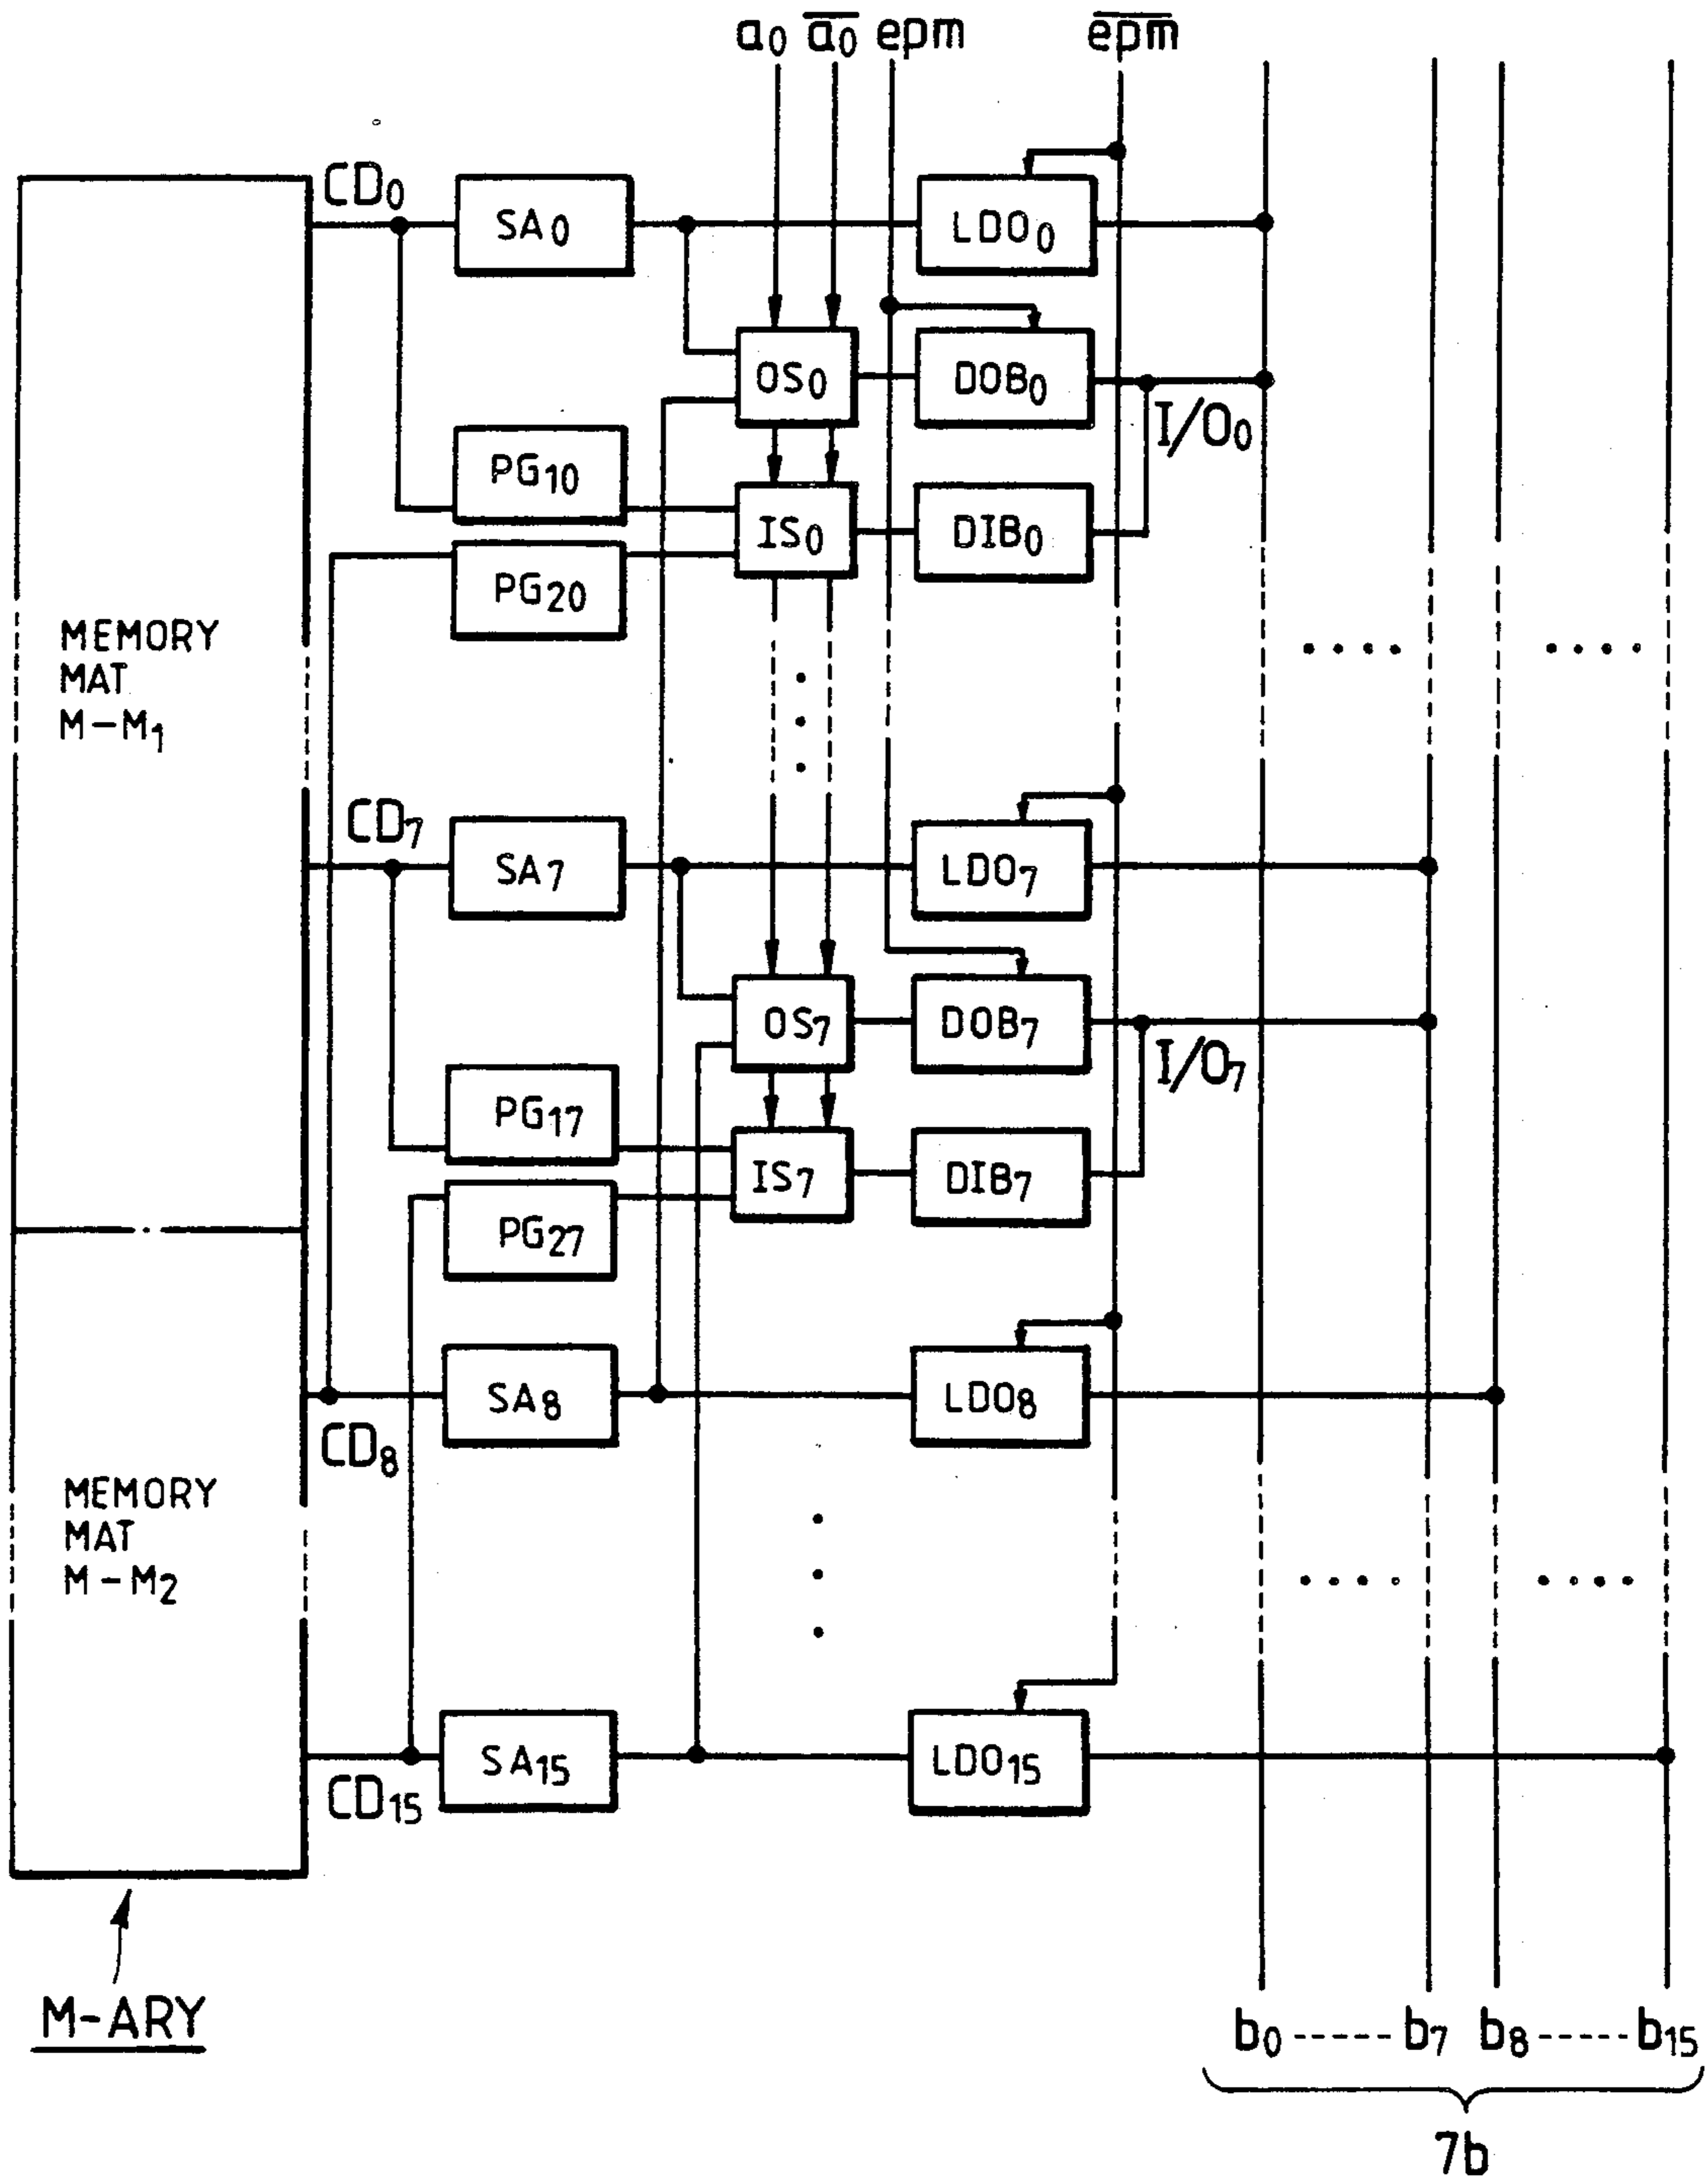 a₀ a̅₀̅ epm e̅p̅m̅
CD₀
SA₀
LDO₀
OS₀
DOB₀
I/O₀
PG₁₀
IS₀
DIB₀
PG₂₀
MEMORY
MAT
M-M₁
CD₇
SA₇
LDO₇
OS₇
DOB₇
I/O₇
PG₁₇
IS₇
DIB₇
PG₂₇
SA₈
LDO₈
CD₈
MEMORY
MAT
M-M₂
SA₁₅
LDO₁₅
CD₁₅
M-ARY
b₀ ----- b₇ b₈ ----- b₁₅
7b